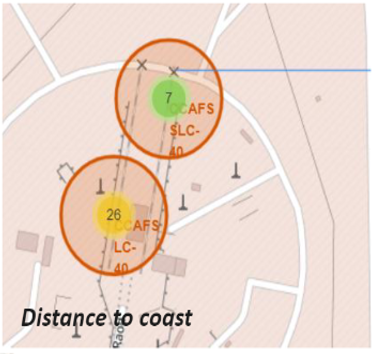 7
CCAFS
SLC-
40
26
CCAFS
LC-
40
Distance to coast